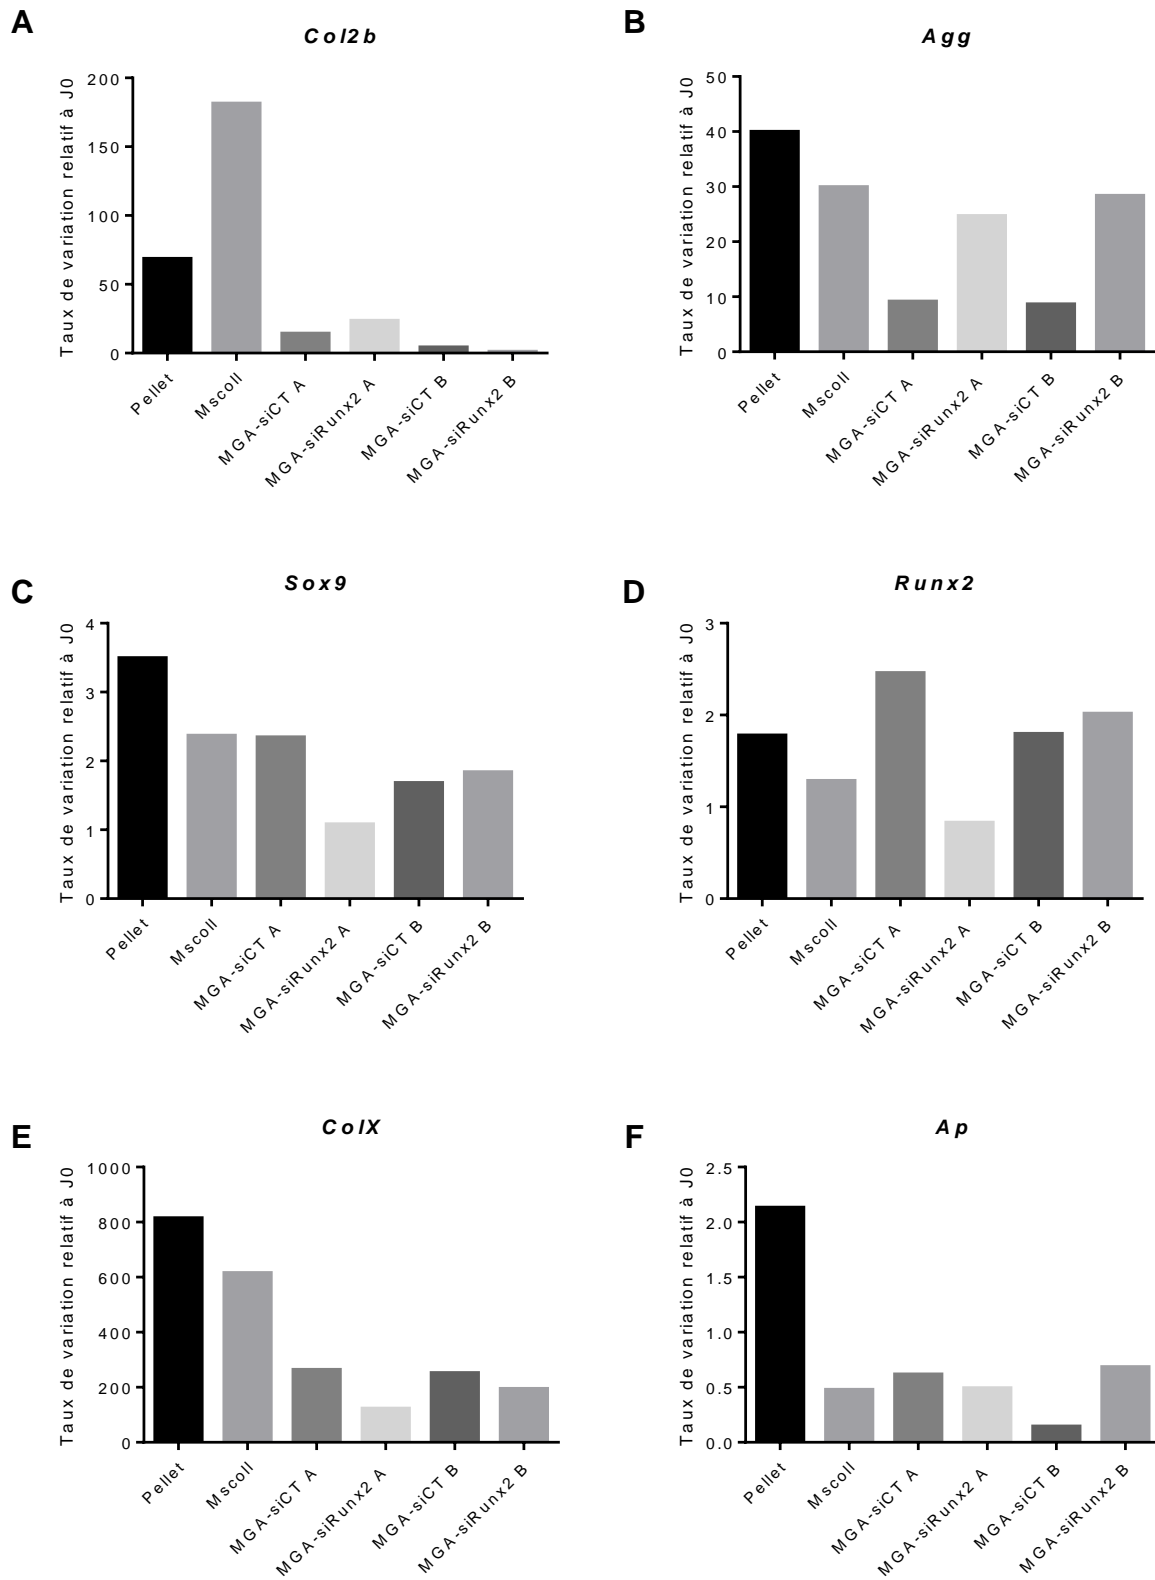 A
Col2b
Taux de variation relatif à J0
200
150
100
50
0
Pellet
Mscoll
MGA-siCT A
MGA-siRunx2 A
MGA-siCT B
MGA-siRunx2 B
B
Agg
Taux de variation relatif à J0
50
40
30
20
10
0
Pellet
Mscoll
MGA-siCT A
MGA-siRunx2 A
MGA-siCT B
MGA-siRunx2 B
C
Sox9
Taux de variation relatif à J0
4
3
2
1
0
Pellet
Mscoll
MGA-siCT A
MGA-siRunx2 A
MGA-siCT B
MGA-siRunx2 B
D
Runx2
Taux de variation relatif à J0
3
2
1
0
Pellet
Mscoll
MGA-siCT A
MGA-siRunx2 A
MGA-siCT B
MGA-siRunx2 B
E
ColX
Taux de variation relatif à J0
1000
800
600
400
200
0
Pellet
Mscoll
MGA-siCT A
MGA-siRunx2 A
MGA-siCT B
MGA-siRunx2 B
F
Ap
Taux de variation relatif à J0
2.5
2.0
1.5
1.0
0.5
0.0
Pellet
Mscoll
MGA-siCT A
MGA-siRunx2 A
MGA-siCT B
MGA-siRunx2 B